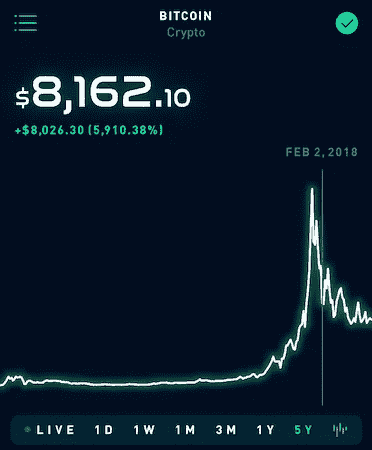 BITCOIN
Crypto
$8,162.10
+$8,026.30 (5,910.38%)
FEB 2, 2018
LIVE 1D 1W 1M 3M 1Y 5Y